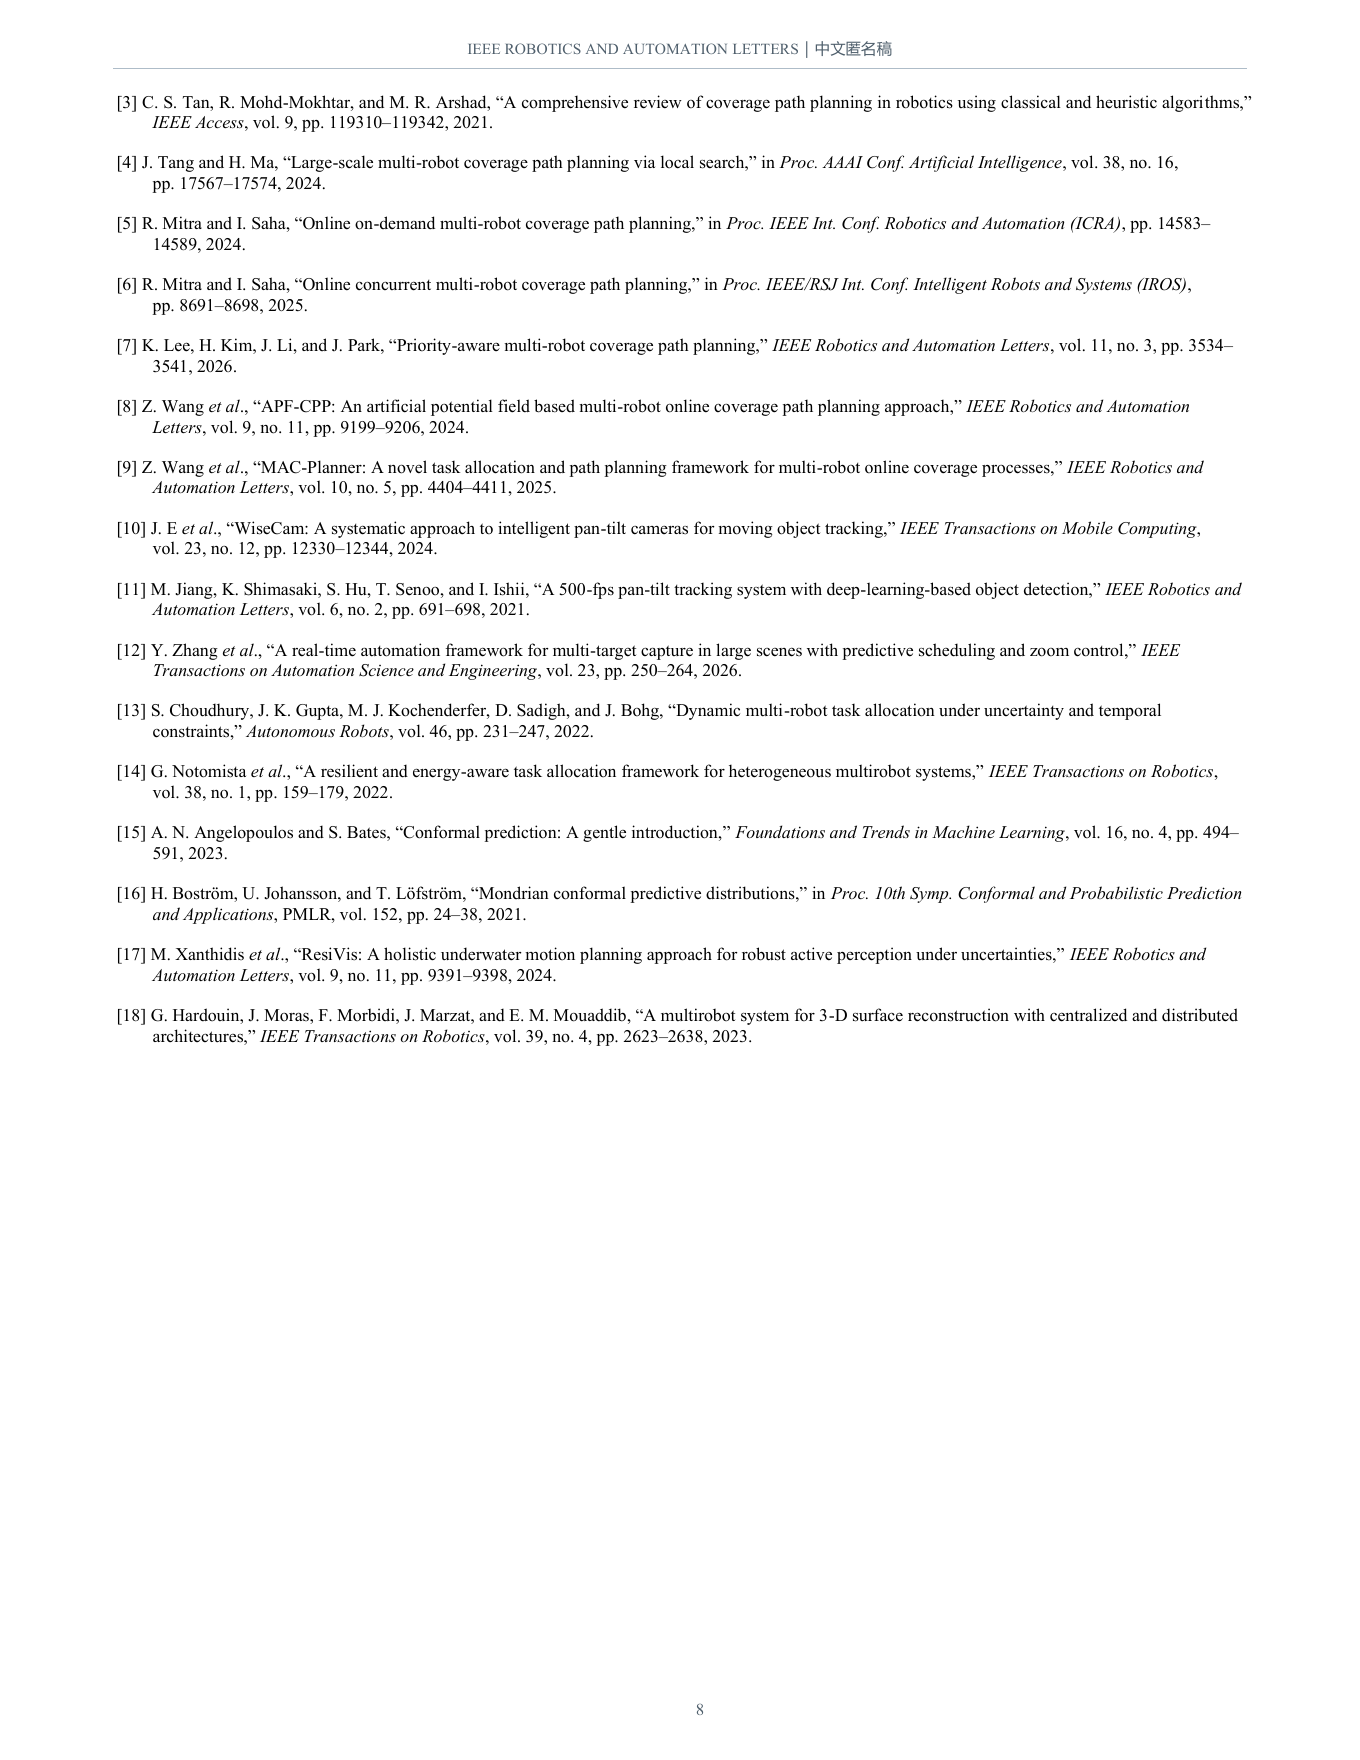 IEEE ROBOTICS AND AUTOMATION LETTERS | 中文匿名稿
[3] C. S. Tan, R. Mohd-Mokhtar, and M. R. Arshad, “A comprehensive review of coverage path planning in robotics using classical and heuristic algorithms,”
IEEE Access, vol. 9, pp. 119310–119342, 2021.
[4] J. Tang and H. Ma, “Large-scale multi-robot coverage path planning via local search,” in Proc. AAAI Conf. Artificial Intelligence, vol. 38, no. 16,
pp. 17567–17574, 2024.
[5] R. Mitra and I. Saha, “Online on-demand multi-robot coverage path planning,” in Proc. IEEE Int. Conf. Robotics and Automation (ICRA), pp. 14583–
14589, 2024.
[6] R. Mitra and I. Saha, “Online concurrent multi-robot coverage path planning,” in Proc. IEEE/RSJ Int. Conf. Intelligent Robots and Systems (IROS),
pp. 8691–8698, 2025.
[7] K. Lee, H. Kim, J. Li, and J. Park, “Priority-aware multi-robot coverage path planning,” IEEE Robotics and Automation Letters, vol. 11, no. 3, pp. 3534–
3541, 2026.
[8] Z. Wang et al., “APF-CPP: An artificial potential field based multi-robot online coverage path planning approach,” IEEE Robotics and Automation
Letters, vol. 9, no. 11, pp. 9199–9206, 2024.
[9] Z. Wang et al., “MAC-Planner: A novel task allocation and path planning framework for multi-robot online coverage processes,” IEEE Robotics and
Automation Letters, vol. 10, no. 5, pp. 4404–4411, 2025.
[10] J. E et al., “WiseCam: A systematic approach to intelligent pan-tilt cameras for moving object tracking,” IEEE Transactions on Mobile Computing,
vol. 23, no. 12, pp. 12330–12344, 2024.
[11] M. Jiang, K. Shimasaki, S. Hu, T. Senoo, and I. Ishii, “A 500-fps pan-tilt tracking system with deep-learning-based object detection,” IEEE Robotics and
Automation Letters, vol. 6, no. 2, pp. 691–698, 2021.
[12] Y. Zhang et al., “A real-time automation framework for multi-target capture in large scenes with predictive scheduling and zoom control,” IEEE
Transactions on Automation Science and Engineering, vol. 23, pp. 250–264, 2026.
[13] S. Choudhury, J. K. Gupta, M. J. Kochenderfer, D. Sadigh, and J. Bohg, “Dynamic multi-robot task allocation under uncertainty and temporal
constraints,” Autonomous Robots, vol. 46, pp. 231–247, 2022.
[14] G. Notomista et al., “A resilient and energy-aware task allocation framework for heterogeneous multirobot systems,” IEEE Transactions on Robotics,
vol. 38, no. 1, pp. 159–179, 2022.
[15] A. N. Angelopoulos and S. Bates, “Conformal prediction: A gentle introduction,” Foundations and Trends in Machine Learning, vol. 16, no. 4, pp. 494–
591, 2023.
[16] H. Boström, U. Johansson, and T. Löfström, “Mondrian conformal predictive distributions,” in Proc. 10th Symp. Conformal and Probabilistic Prediction
and Applications, PMLR, vol. 152, pp. 24–38, 2021.
[17] M. Xanthidis et al., “ResiVis: A holistic underwater motion planning approach for robust active perception under uncertainties,” IEEE Robotics and
Automation Letters, vol. 9, no. 11, pp. 9391–9398, 2024.
[18] G. Hardouin, J. Moras, F. Morbidi, J. Marzat, and E. M. Mouaddib, “A multirobot system for 3-D surface reconstruction with centralized and distributed
architectures,” IEEE Transactions on Robotics, vol. 39, no. 4, pp. 2623–2638, 2023.
8